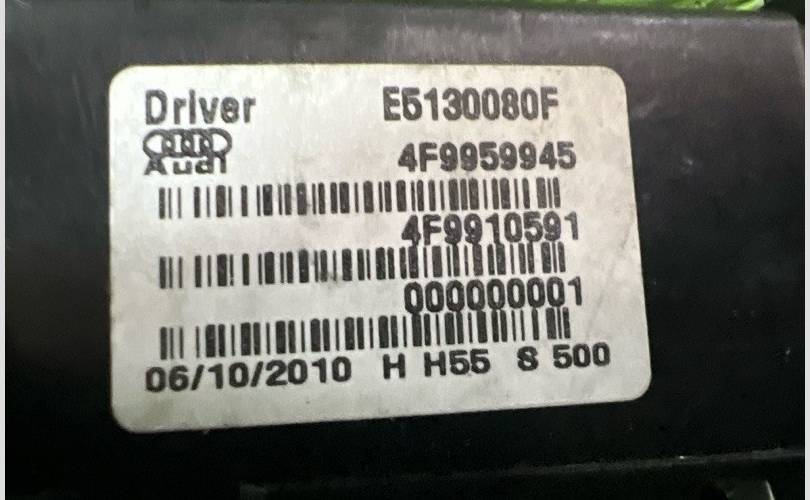 Driver E5130080F
Audi 4F9959945
4F9910591
000000001
06/10/2010 H H55 S 500